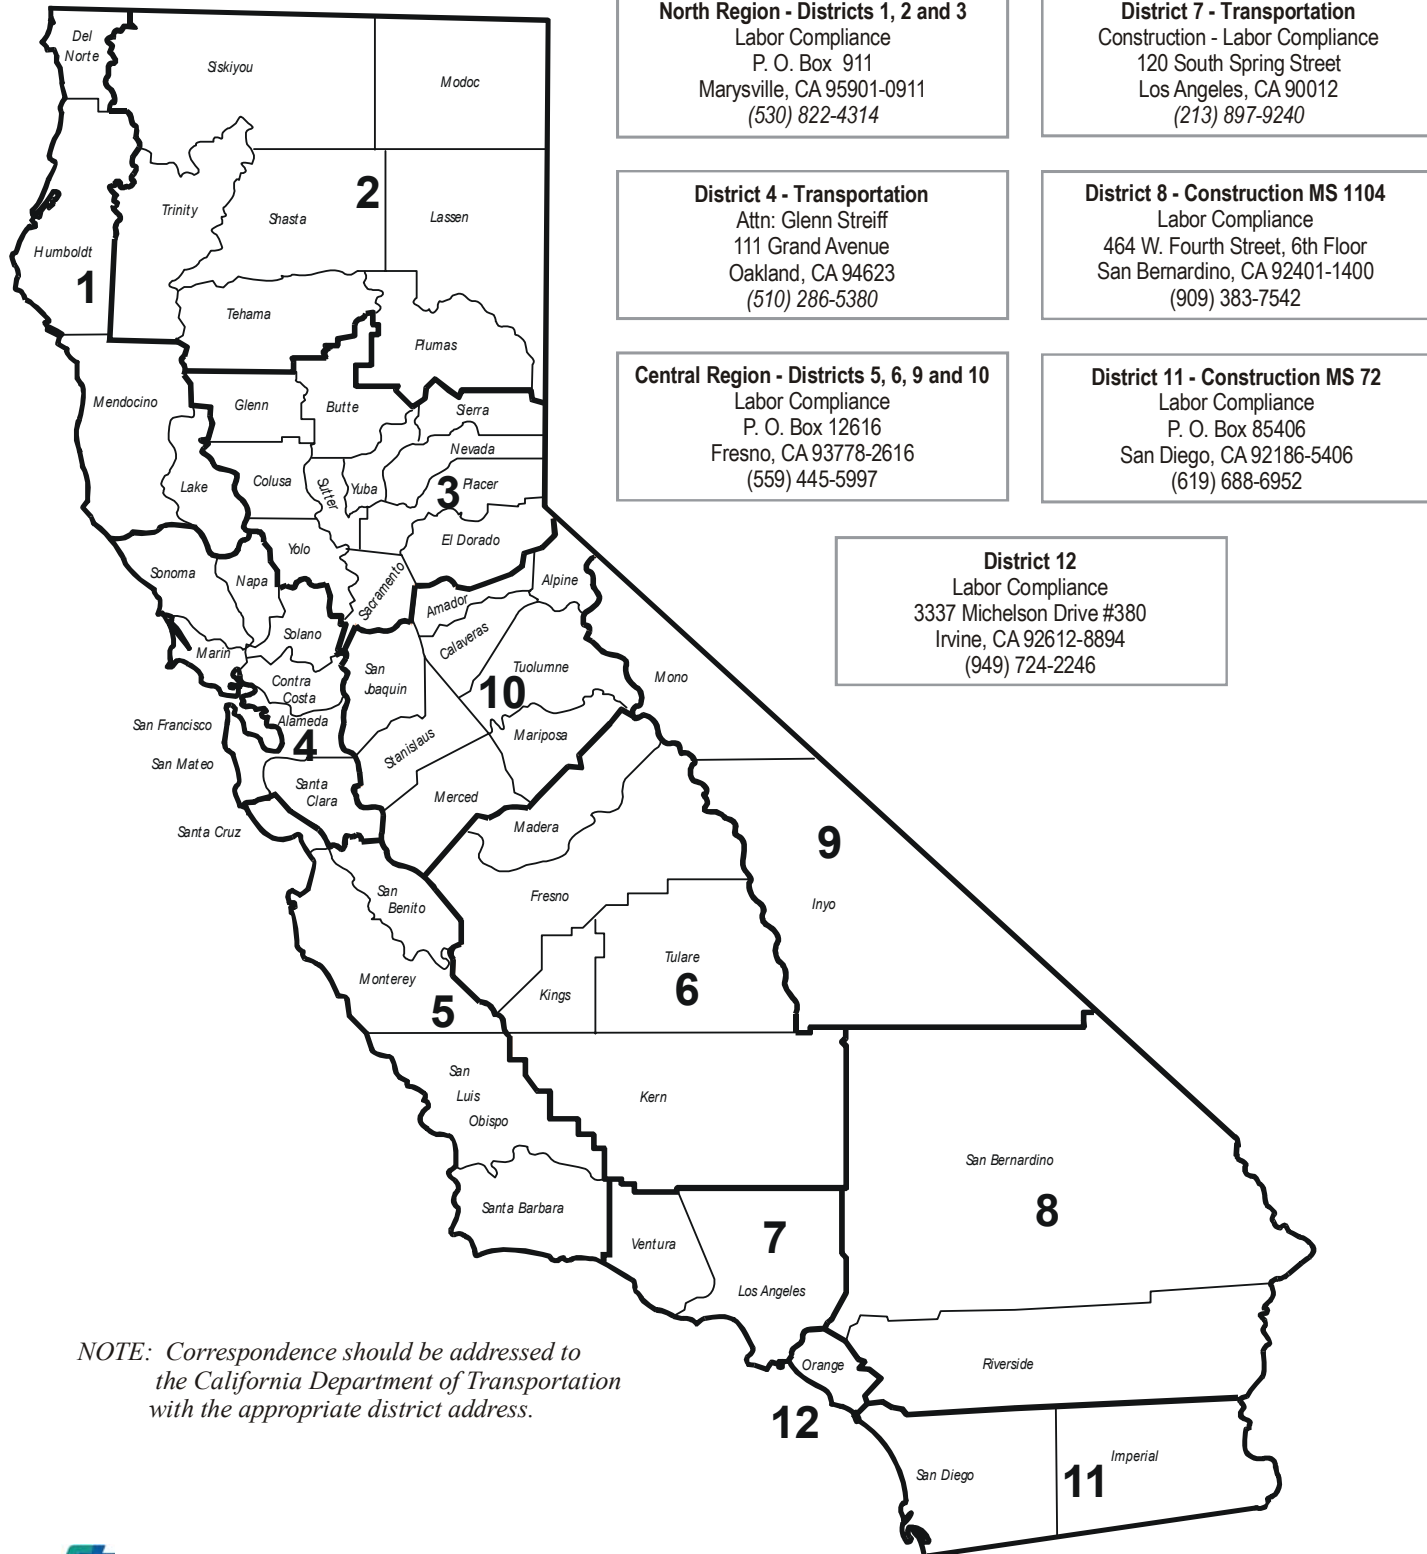 North Region - Districts 1, 2 and 3
Labor Compliance
P. O. Box 911
Marysville, CA 95901-0911
(530) 822-4314
District 7 - Transportation
Construction - Labor Compliance
120 South Spring Street
Los Angeles, CA 90012
(213) 897-9240
District 4 - Transportation
Attn: Glenn Streiff
111 Grand Avenue
Oakland, CA 94623
(510) 286-5380
District 8 - Construction MS 1104
Labor Compliance
464 W. Fourth Street, 6th Floor
San Bernardino, CA 92401-1400
(909) 383-7542
Central Region - Districts 5, 6, 9 and 10
Labor Compliance
P. O. Box 12616
Fresno, CA 93778-2616
(559) 445-5997
District 11 - Construction MS 72
Labor Compliance
P. O. Box 85406
San Diego, CA 92186-5406
(619) 688-6952
District 12
Labor Compliance
3337 Michelson Drive #380
Irvine, CA 92612-8894
(949) 724-2246
Del
Norte
Siskiyou
Modoc
2
Trinity
Shasta
Lassen
Humboldt
1
Tehama
Plumas
Mendocino
Glenn
Butte
Sierra
Nevada
Lake
Colusa
Sutter
Yuba
3
Placer
El Dorado
Yolo
Sonoma
Napa
Sacramento
Alpine
Amador
Solano
Calaveras
Marin
San
Joaquin
Tuolumne
Mono
Contra
Costa
10
San Francisco
Alameda
4
Stanislaus
Mariposa
San Mateo
Santa
Clara
Merced
Santa Cruz
Madera
9
San
Benito
Fresno
Inyo
Tulare
Monterey
Kings
6
5
San
Luis
Obispo
Kern
San Bernardino
Santa Barbara
8
Ventura
7
Los Angeles
Orange
Riverside
12
San Diego
11
Imperial
NOTE: Correspondence should be addressed to
the California Department of Transportation
with the appropriate district address.